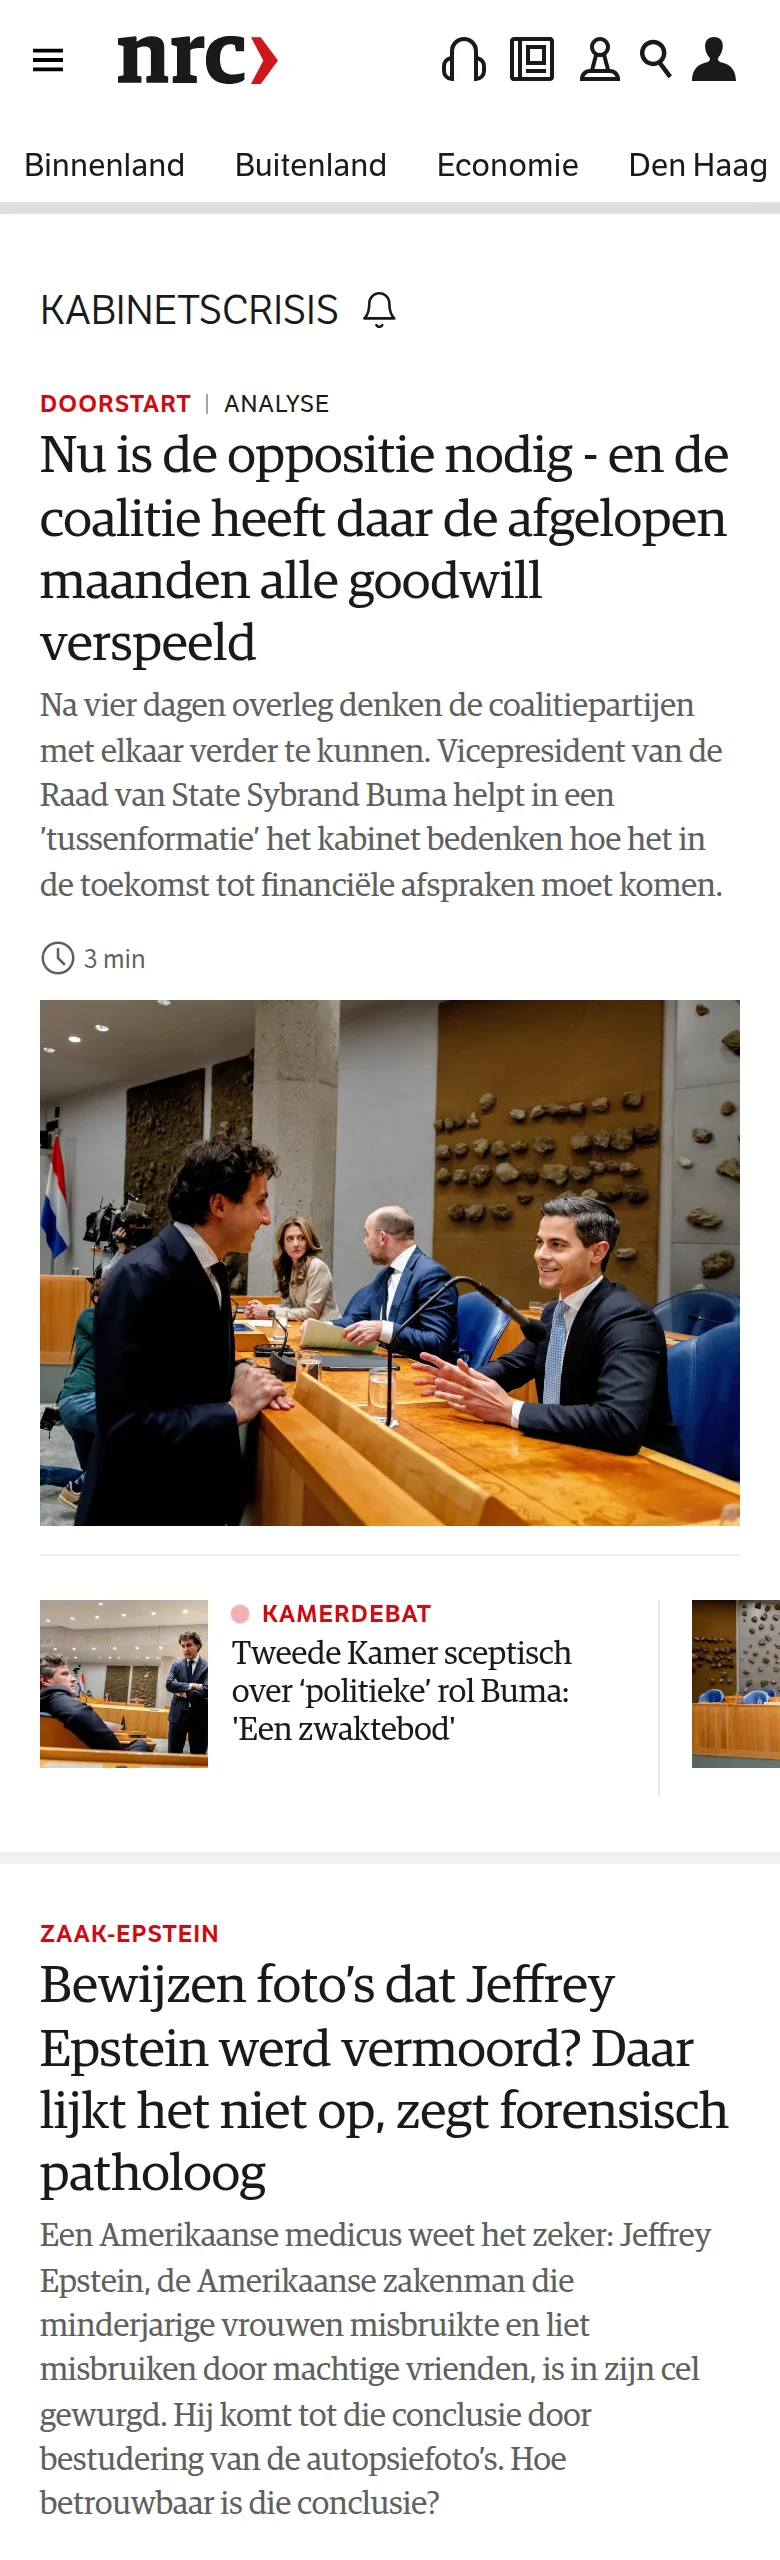 nrc
Binnenland Buitenland Economie Den Haag
KABINETSCRISIS
DOORSTART | ANALYSE
Nu is de oppositie nodig - en de
coalitie heeft daar de afgelopen
maanden alle goodwill
verspeeld
Na vier dagen overleg denken de coalitiepartijen
met elkaar verder te kunnen. Vicepresident van de
Raad van State Sybrand Buma helpt in een
'tussenformatie’ het kabinet bedenken hoe het in
de toekomst tot financiële afspraken moet komen.
3 min
KAMERDEBAT
Tweede Kamer sceptisch
over ‘politieke’ rol Buma:
'Een zwaktebod'
ZAAK-EPSTEIN
Bewijzen foto’s dat Jeffrey
Epstein werd vermoord? Daar
lijkt het niet op, zegt forensisch
patholoog
Een Amerikaanse medicus weet het zeker: Jeffrey
Epstein, de Amerikaanse zakenman die
minderjarige vrouwen misbruikte en liet
misbruiken door machtige vrienden, is in zijn cel
gewurgd. Hij komt tot die conclusie door
bestudering van de autopsiefoto’s. Hoe
betrouwbaar is die conclusie?